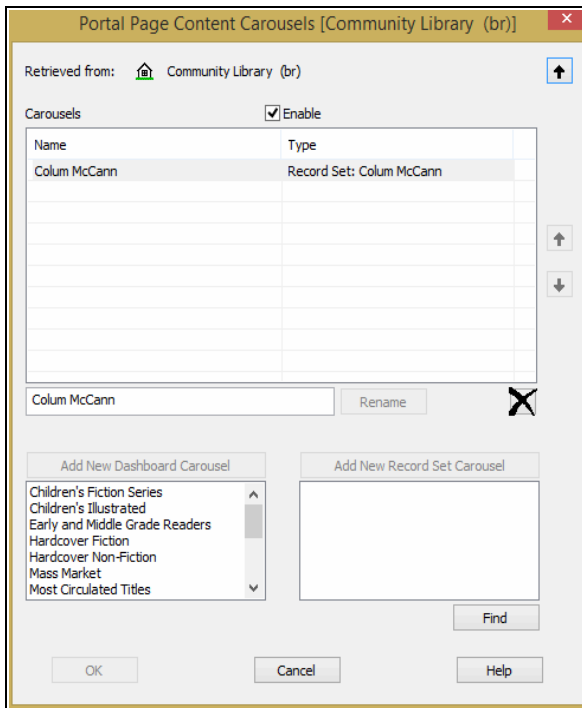 Portal Page Content Carousels [Community Library (br)]
Retrieved from: Community Library (br)
Carousels Enable
Name Type
Colum McCann Record Set: Colum McCann
Colum McCann Rename
Add New Dashboard Carousel Add New Record Set Carousel
Children's Fiction Series
Children's Illustrated
Early and Middle Grade Readers
Hardcover Fiction
Hardcover Non-Fiction
Mass Market
Most Circulated Titles
Find
OK Cancel Help